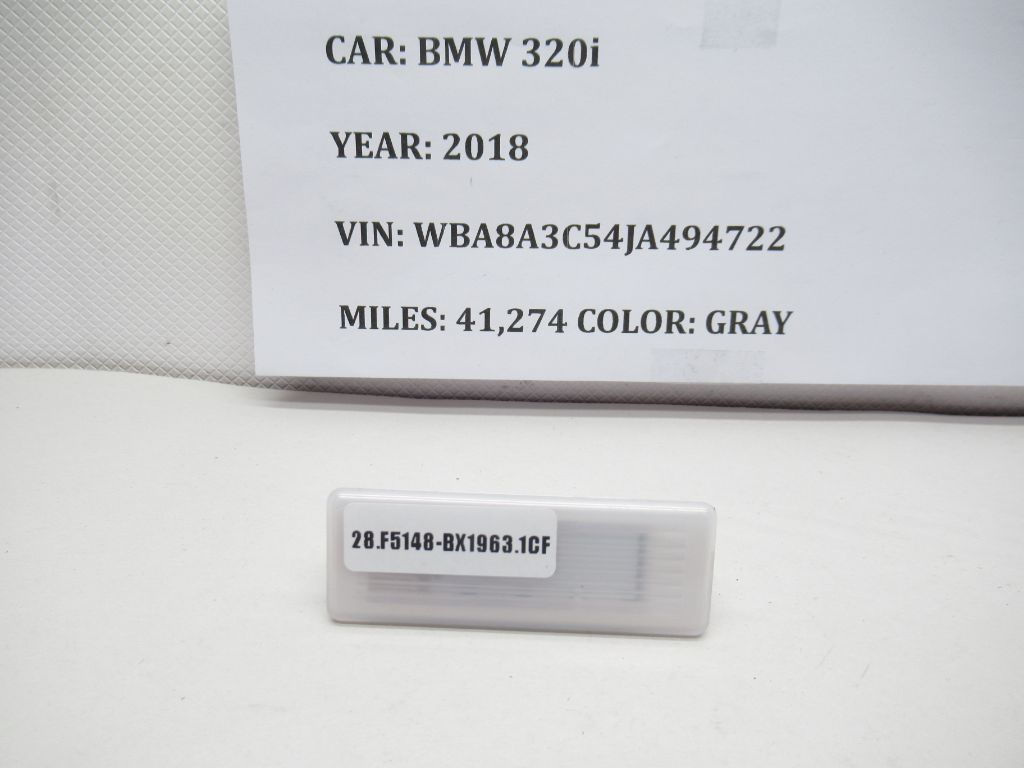 CAR: BMW 320i
YEAR: 2018
VIN: WBA8A3C54JA494722
MILES: 41,274 COLOR: GRAY
28.F5148-BX1963.1CF